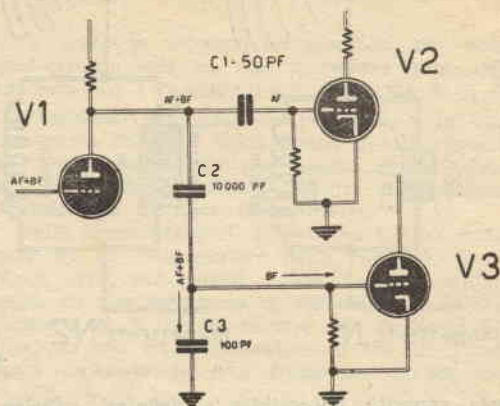 C1-50PF
V2
V1
AF+BF
AF
AF+BF
C2
10000 PF
AF+BF
BF
V3
C3
100 PF